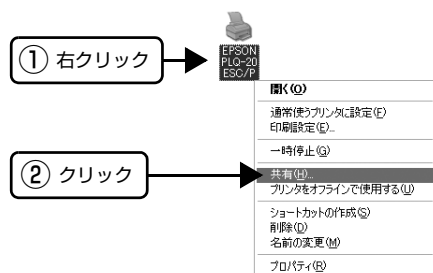 ① 右クリック
EPSON
PLQ-20
ESC/P
開く(O)
通常使うプリンタに設定(F)
印刷設定(E)...
一時停止(G)
② クリック
共有(H)...
プリンタをオフラインで使用する(U)
ショートカットの作成(S)
削除(D)
名前の変更(M)
プロパティ(R)